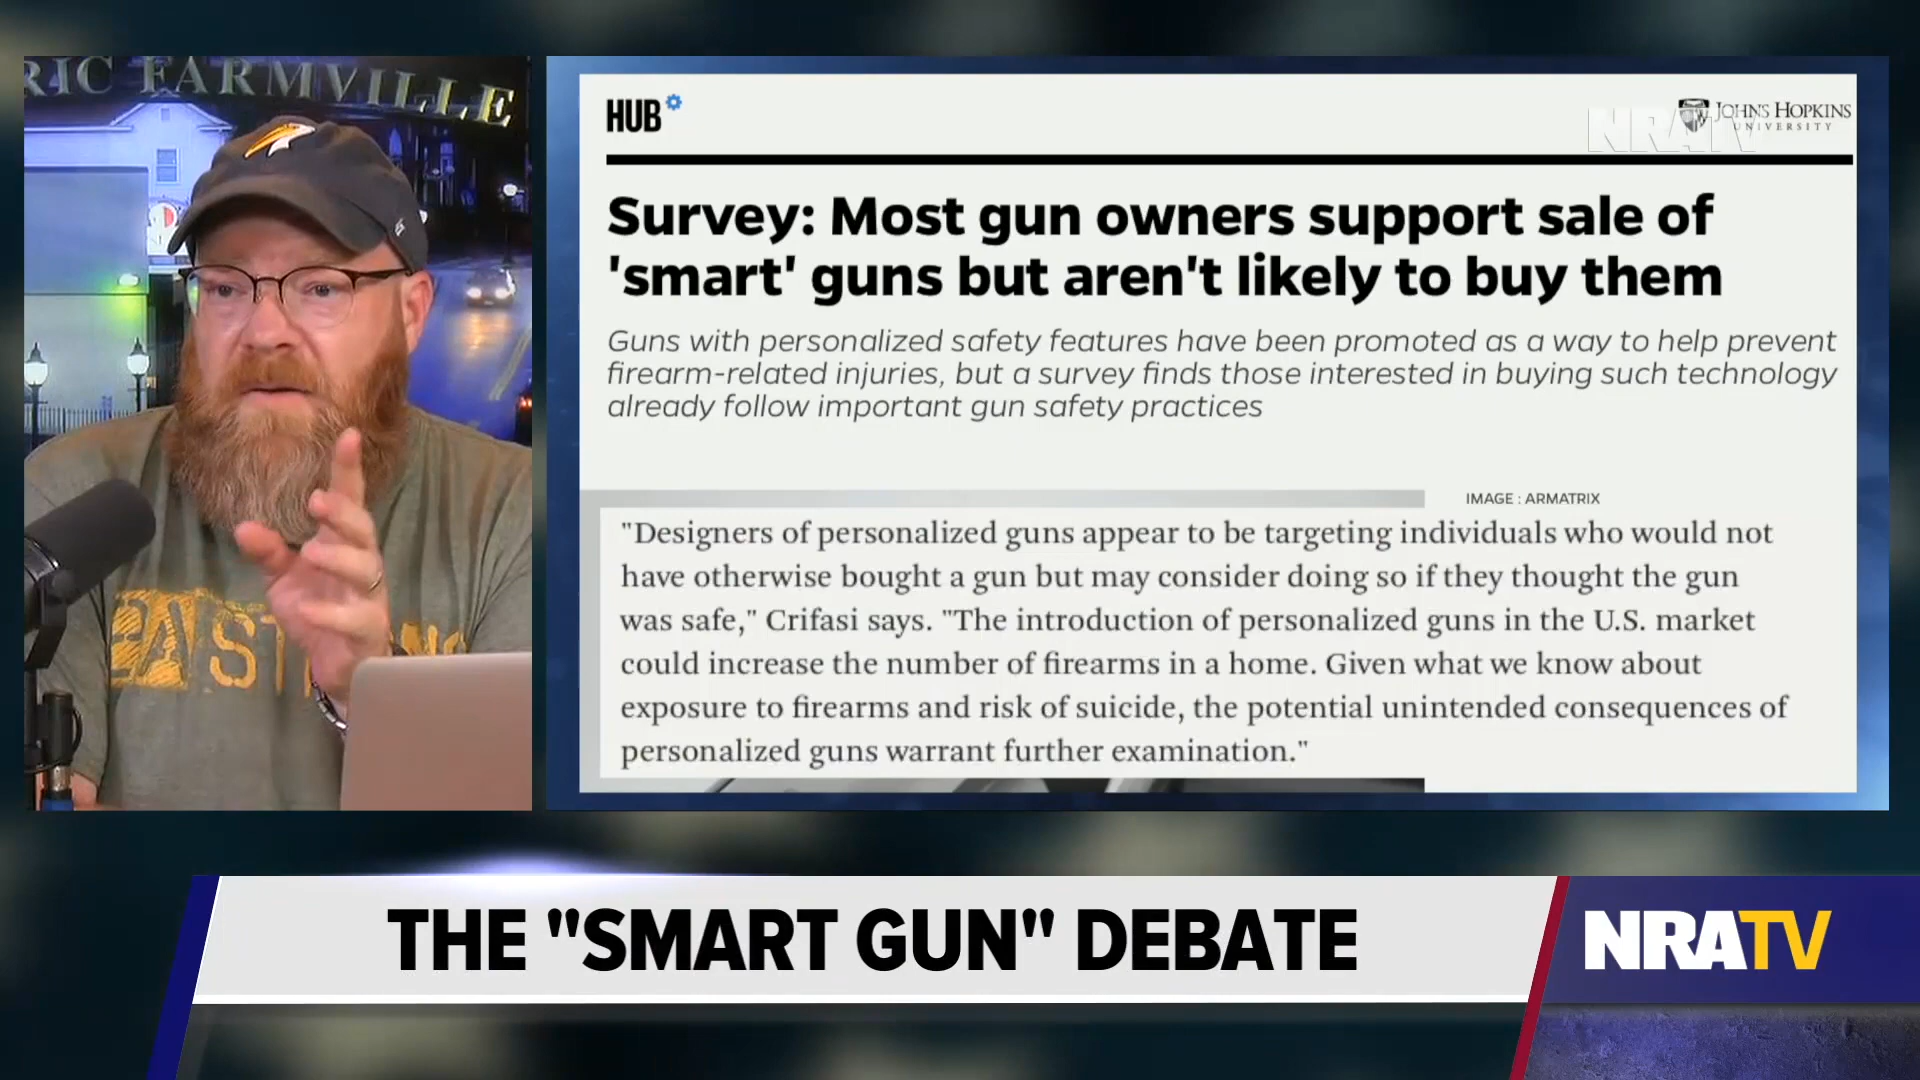 RIC FARMVILLE
HUB
JOHNS HOPKINS
UNIVERSITY
NRATV
Survey: Most gun owners support sale of
'smart' guns but aren't likely to buy them
Guns with personalized safety features have been promoted as a way to help prevent
firearm-related injuries, but a survey finds those interested in buying such technology
already follow important gun safety practices
IMAGE : ARMATRIX
"Designers of personalized guns appear to be targeting individuals who would not
have otherwise bought a gun but may consider doing so if they thought the gun
was safe," Crifasi says. "The introduction of personalized guns in the U.S. market
could increase the number of firearms in a home. Given what we know about
exposure to firearms and risk of suicide, the potential unintended consequences of
personalized guns warrant further examination."
THE "SMART GUN" DEBATE
NRATV